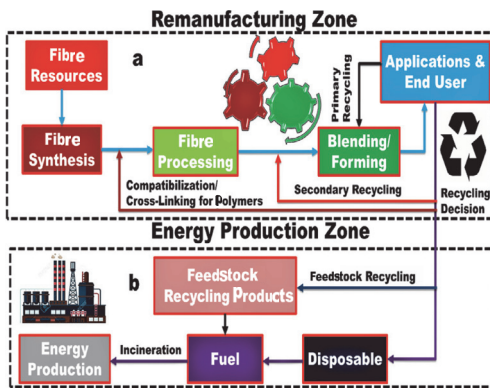 Remanufacturing Zone
Fibre
Resources
a
Primary
Recycling
Applications &
End User
Fibre
Synthesis
Fibre
Processing
Blending/
Forming
Compatibilization/
Cross-Linking for Polymers
Secondary Recycling
Recycling
Decision
Energy Production Zone
b
Feedstock
Recycling Products
Feedstock Recycling
Energy
Production
Incineration
Fuel
Disposable